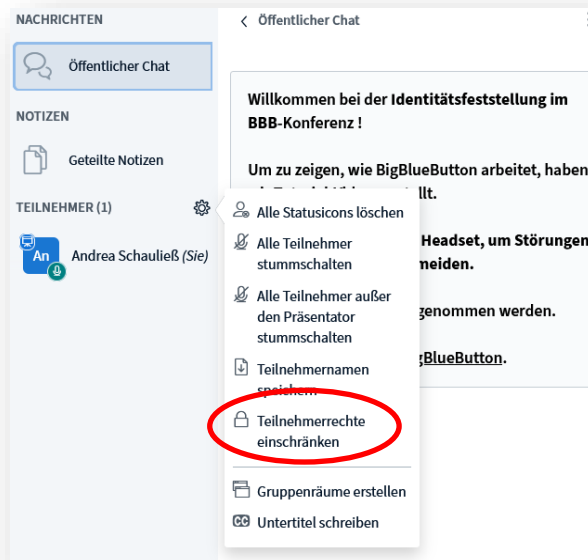 NACHRICHTEN
Öffentlicher Chat
NOTIZEN
Geteilte Notizen
TEILNEHMER (1)
An
Andrea Schauließ (Sie)
Öffentlicher Chat
Willkommen bei der Identitätsfeststellung im
BBB-Konferenz !
Um zu zeigen, wie BigBlueButton arbeitet, haben
llt.
Headset, um Störungen
meiden.
genommen werden.
gBlueButton.
Alle Statusicons löschen
Alle Teilnehmer
stummschalten
Alle Teilnehmer außer
den Präsentator
stummschalten
Teilnehmernamen
speichern
Teilnehmerrechte
einschränken
Gruppenräume erstellen
CC Untertitel schreiben